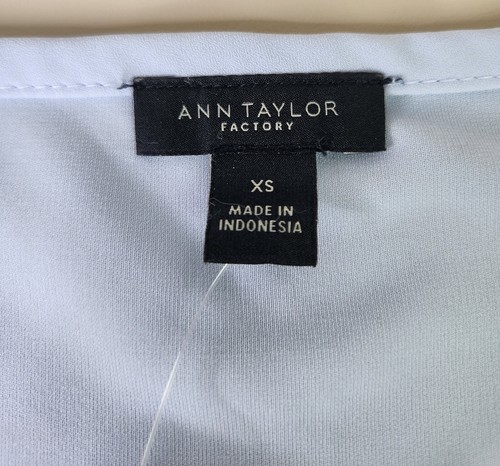 ANN TAYLOR
FACTORY
XS
MADE IN
INDONESIA